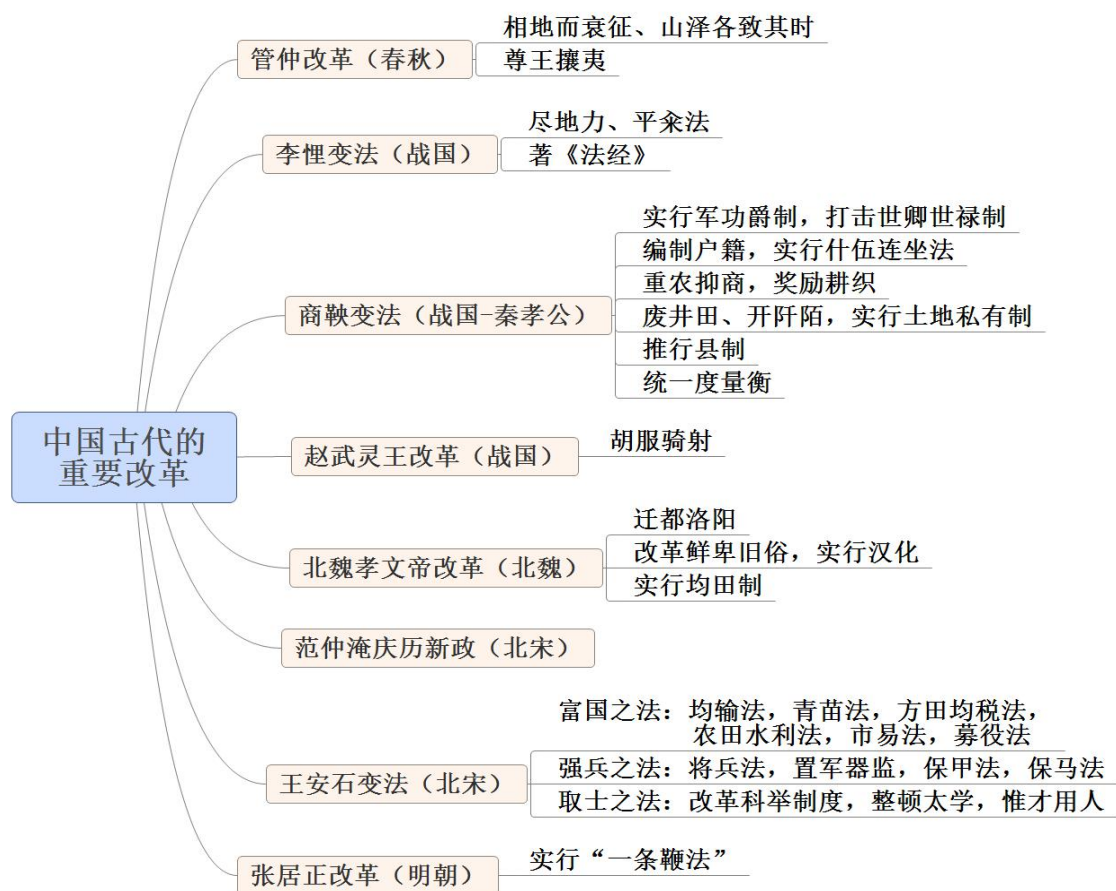 中国古代的
重要改革
管仲改革（春秋）
相地而衰征、山泽各致其时
尊王攘夷
李悝变法（战国）
尽地力、平籴法
著《法经》
商鞅变法（战国-秦孝公）
实行军功爵制，打击世卿世禄制
编制户籍，实行什伍连坐法
重农抑商，奖励耕织
废井田、开阡陌，实行土地私有制
推行县制
统一度量衡
赵武灵王改革（战国）
胡服骑射
北魏孝文帝改革（北魏）
迁都洛阳
改革鲜卑旧俗，实行汉化
实行均田制
范仲淹庆历新政（北宋）
王安石变法（北宋）
富国之法：均输法，青苗法，方田均税法，
农田水利法，市易法，募役法
强兵之法：将兵法，置军器监，保甲法，保马法
取士之法：改革科举制度，整顿太学，惟才用人
张居正改革（明朝）
实行“一条鞭法”